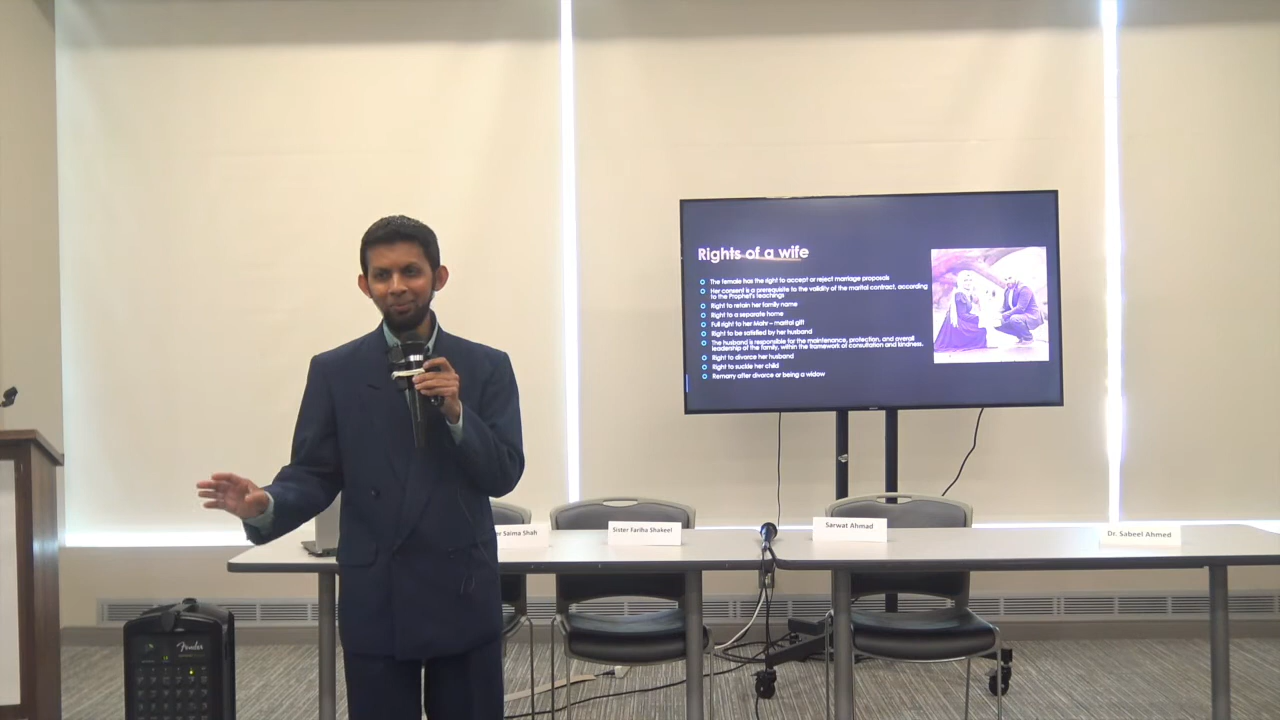 Rights of a wife
The female has the right to accept or reject marriage proposals
Her consent is a prerequisite to the validity of the marital contract, according
to the Prophet's teachings
Right to retain her family name
Right to a separate home
Full right to her Mahr – marital gift
Right to be satisfied by her husband
The husband is responsible for the maintenance, protection, and overall
leadership of the family, within the framework of consultation and kindness.
Right to divorce her husband
Right to suckle her child
Remarry after divorce or being a widow
Saima Shah
Sister Fariha Shakeel
Sarwat Ahmad
Dr. Sabeel Ahmed
Fender